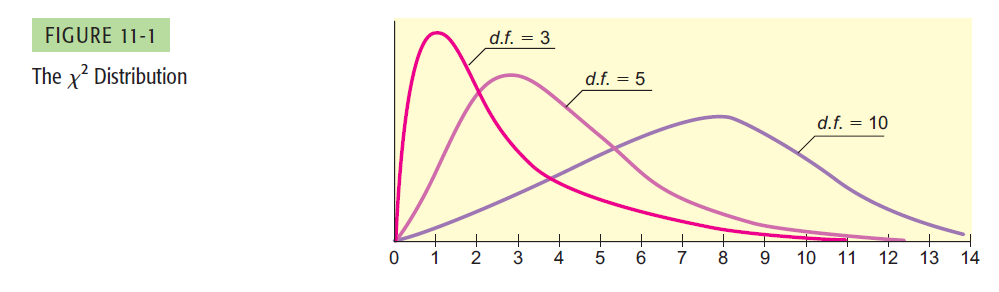 FIGURE 11-1
The χ² Distribution
d.f. = 3
d.f. = 5
d.f. = 10
0 1 2 3 4 5 6 7 8 9 10 11 12 13 14